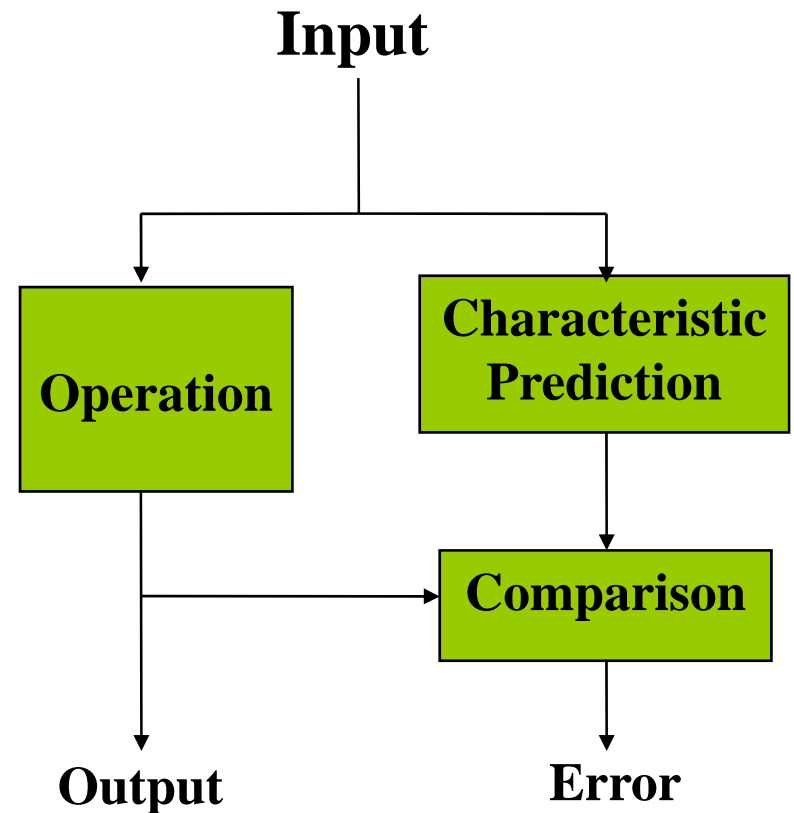 Input
Operation
Characteristic
Prediction
Comparison
Output
Error